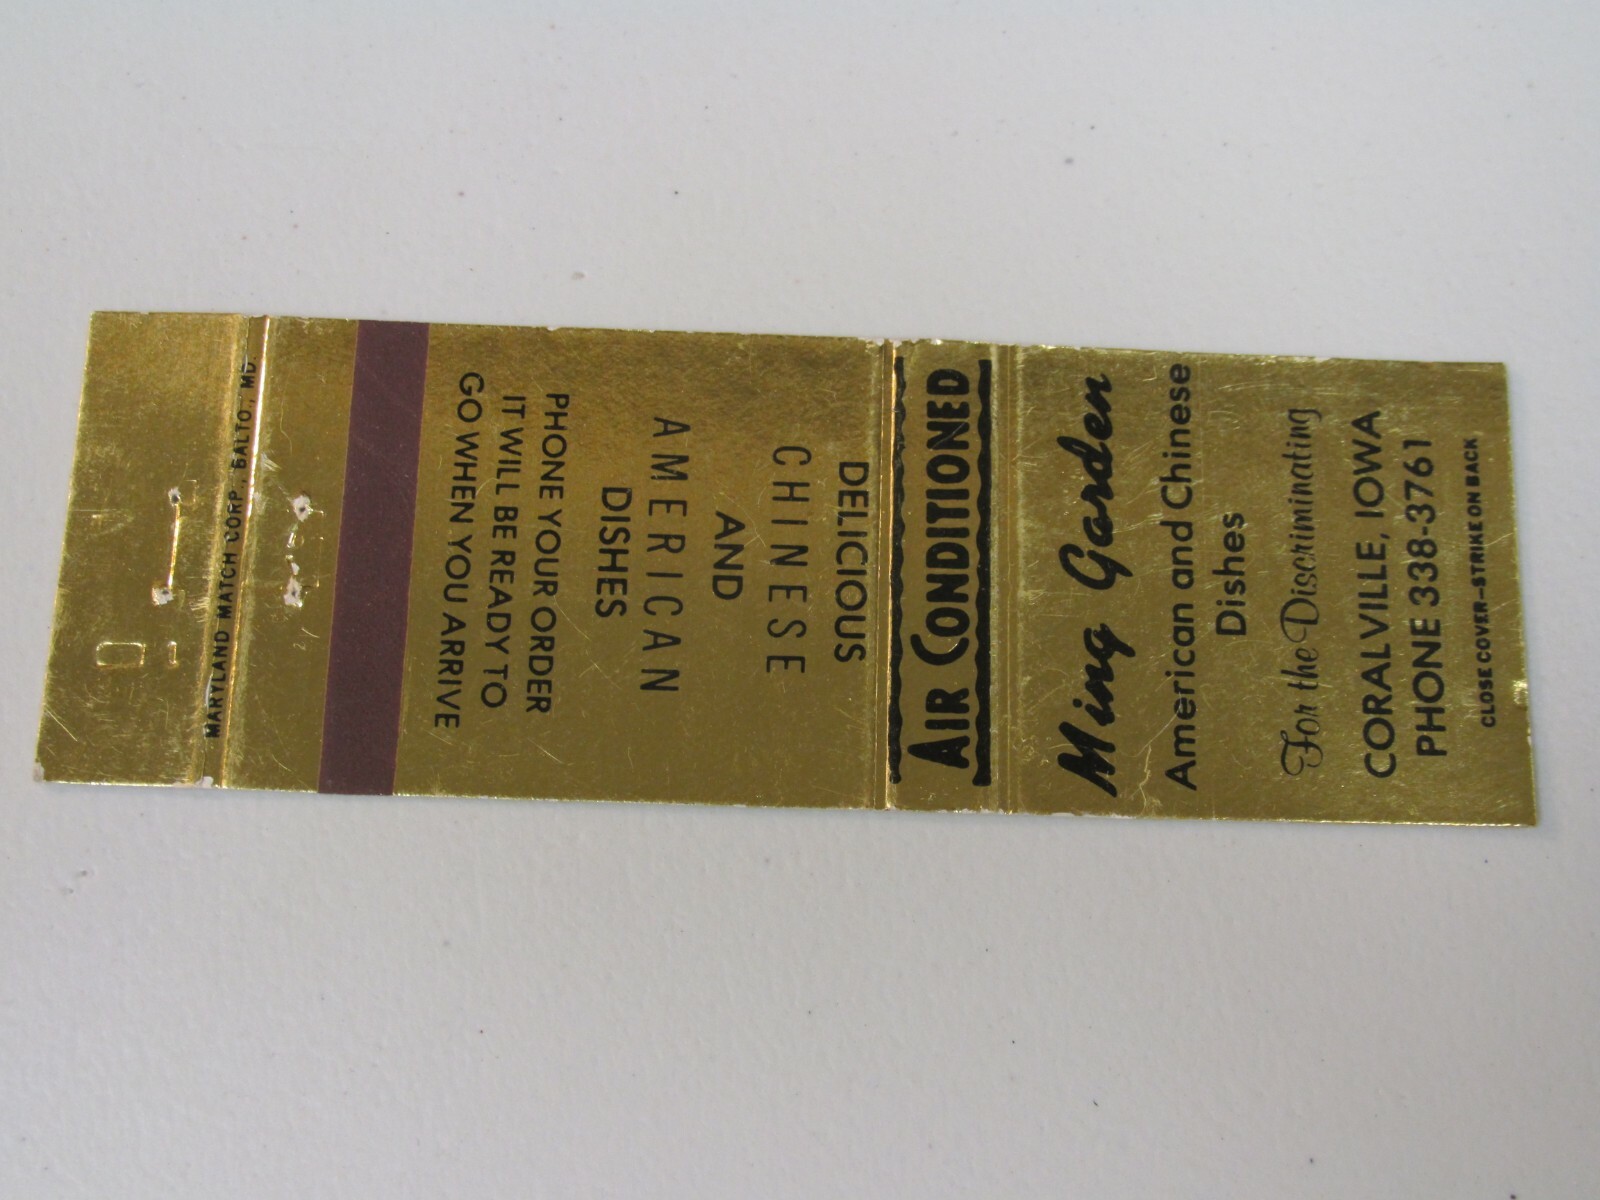 Ming Garden
American and Chinese
Dishes
For the Discriminating
CORALVILLE, IOWA
PHONE 338-3761
CLOSE COVER—STRIKE ON BACK
AIR CONDITIONED
DELICIOUS
CHINESE
AND
AMERICAN
DISHES
PHONE YOUR ORDER
IT WILL BE READY TO
GO WHEN YOU ARRIVE
MARYLAND MATCH CORP., BALTO., MD.